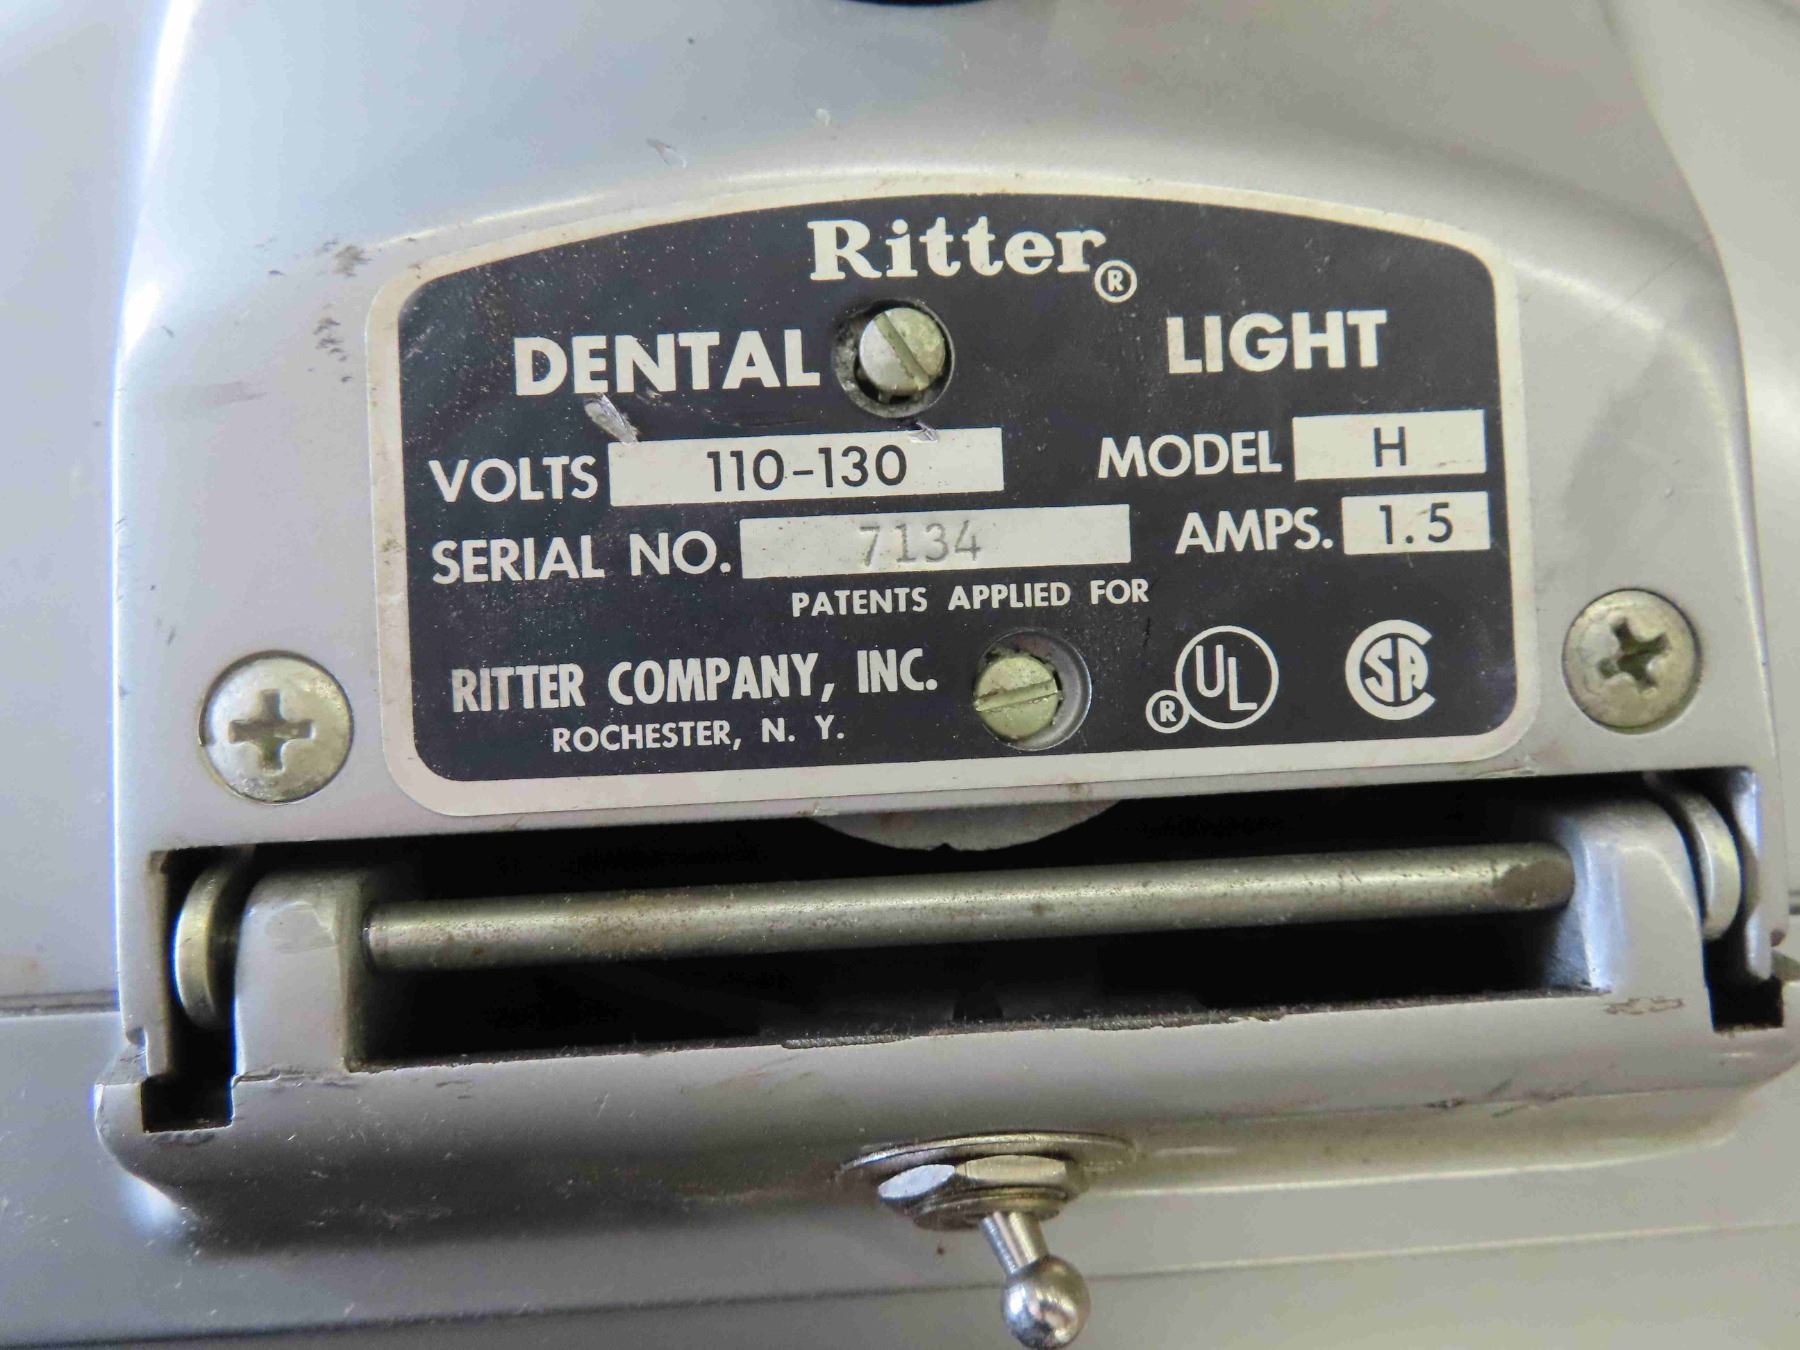 Ritter®
DENTAL LIGHT
VOLTS 110-130 MODEL H
SERIAL NO. 7134 AMPS. 1.5
PATENTS APPLIED FOR
RITTER COMPANY, INC. ® UL CSA
ROCHESTER, N. Y.